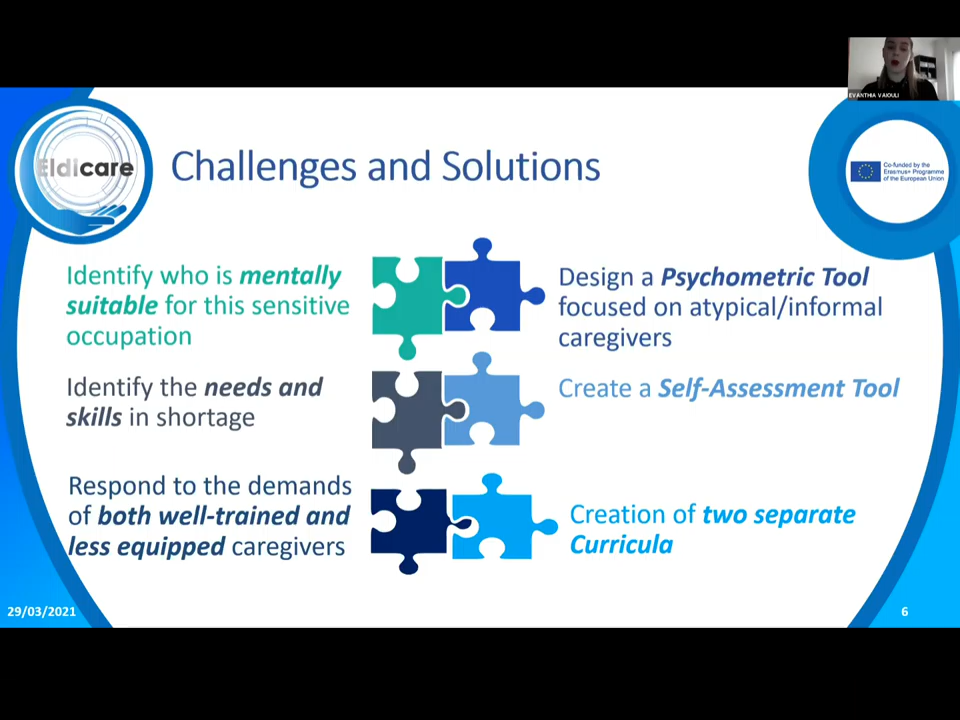 EVANTHIA VAIOULI
Eldicare
Challenges and Solutions
Co-funded by the
Erasmus+ Programme
of the European Union
Identify who is mentally
suitable for this sensitive
occupation
Design a Psychometric Tool
focused on atypical/informal
caregivers
Identify the needs and
skills in shortage
Create a Self-Assessment Tool
Respond to the demands
of both well-trained and
less equipped caregivers
Creation of two separate
Curricula
29/03/2021
6